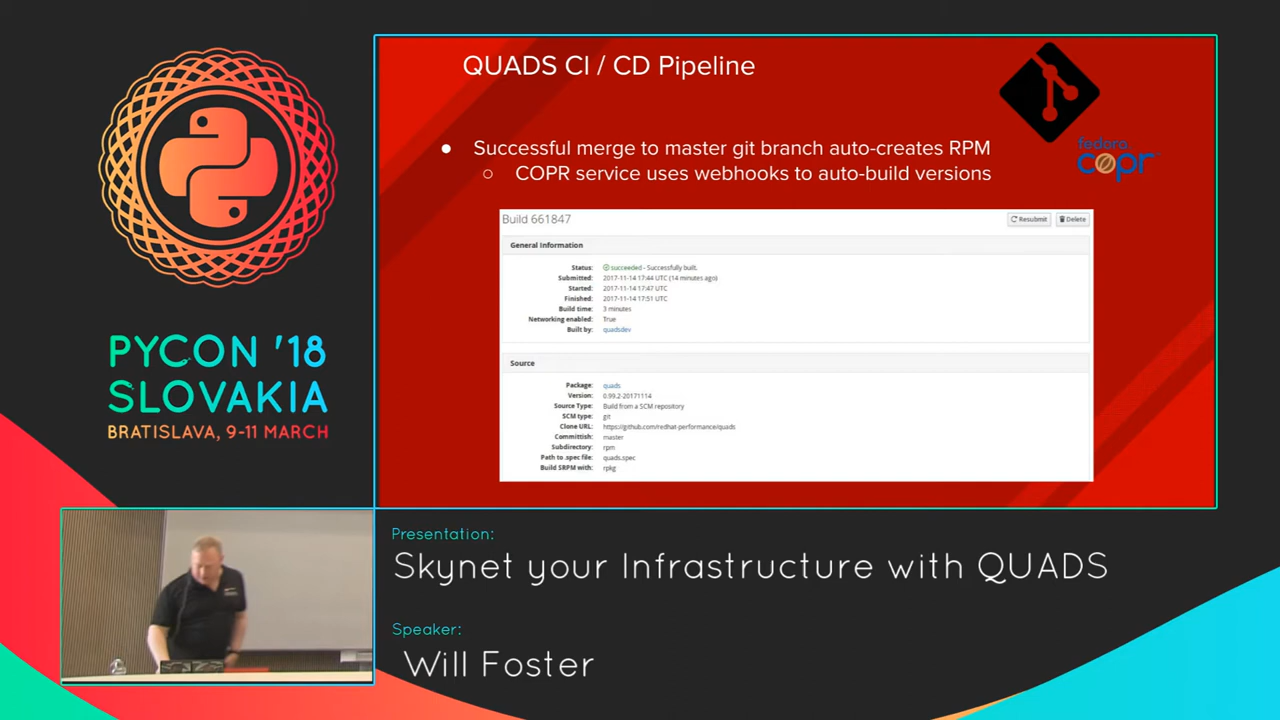 QUADS CI / CD Pipeline
fedora
copr
● Successful merge to master git branch auto-creates RPM
○ COPR service uses webhooks to auto-build versions
Build 661847
Resubmit
Delete
General Information
Status: succeeded - Successfully built.
Submitted: 2017-11-14 17:44 UTC (14 minutes ago)
Started: 2017-11-14 17:47 UTC
Finished: 2017-11-14 17:51 UTC
Build time: 3 minutes
Networking enabled: True
Built by: quadsdev
Source
Package: quads
Version: 0.99.2-20171114
Source Type: Build from a SCM repository
SCM type: git
Clone URL: https://github.com/redhat-performance/quads
Committish: master
Subdirectory: rpm
Path to .spec file: quads.spec
Build SRPM with: rpkg
PYCON '18
SLOVAKIA
BRATISLAVA, 9-11 MARCH
Presentation:
Skynet your Infrastructure with QUADS
Speaker:
Will Foster